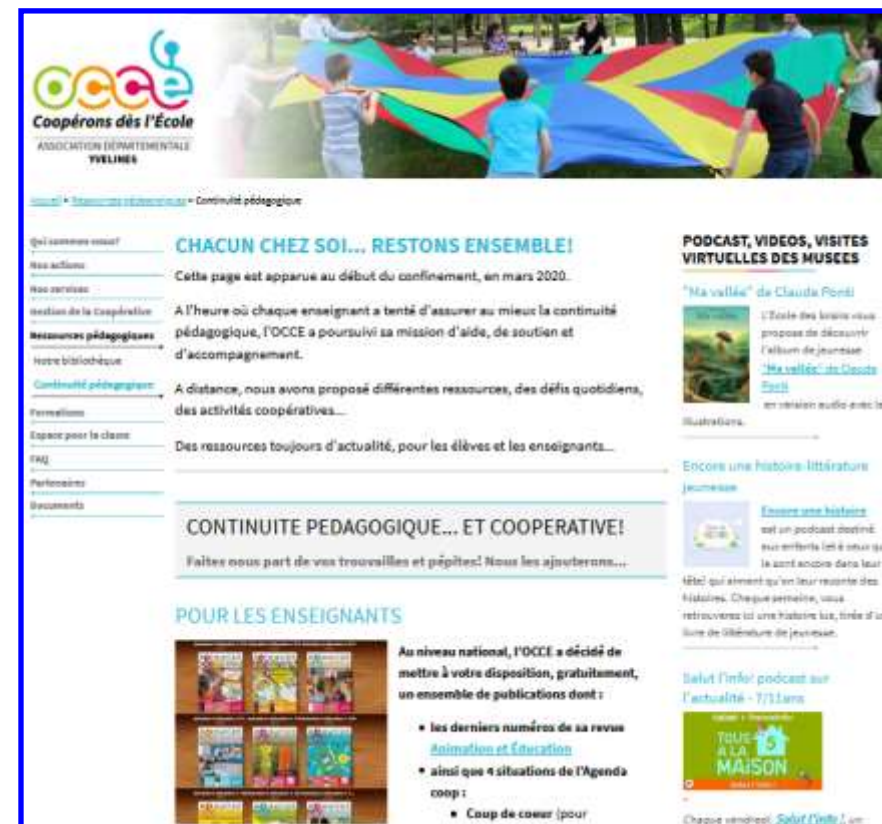 occe
Coopérons dès l'École
ASSOCIATION DÉPARTEMENTALE
YVELINES
Accueil » Ressources pédagogiques » Continuité pédagogique
Qui sommes-nous?
Nos actions
Nos services
Gestion de la Coopérative
Ressources pédagogiques
Notre bibliothèque
Continuité pédagogique
Formations
Espace pour la classe
FAQ
Partenaires
Documents
CHACUN CHEZ SOI... RESTONS ENSEMBLE!
Cette page est apparue au début du confinement, en mars 2020.
A l'heure où chaque enseignant a tenté d'assurer au mieux la continuité
pédagogique, l'OCCE a poursuivi sa mission d'aide, de soutien et
d'accompagnement.
A distance, nous avons proposé différentes ressources, des défis quotidiens,
des activités coopératives...
Des ressources toujours d'actualité, pour les élèves et les enseignants...
CONTINUITE PEDAGOGIQUE... ET COOPERATIVE!
Faites nous part de vos trouvailles et pépites! Nous les ajouterons...
POUR LES ENSEIGNANTS
Au niveau national, l'OCCE a décidé de
mettre à votre disposition, gratuitement,
un ensemble de publications dont :
• les derniers numéros de sa revue
Animation et Éducation
• ainsi que 4 situations de l'Agenda
coop :
• Coup de coeur (pour
PODCAST, VIDEOS, VISITES
VIRTUELLES DES MUSEES
"Ma vallée" de Claude Ponti
L'École des loisirs vous
propose de découvrir
l'album de jeunesse
"Ma vallée" de Claude
Ponti
en version audio avec le
illustrations.
Encore une histoire-littérature
jeunesse
Encore une histoire
est un podcast destiné
aux enfants (et à ceux qu
le sont encore dans leur
tête) qui aiment qu'on leur raconte des
histoires. Chaque semaine, vous
retrouverez ici une histoire lue, tirée d'u
livre de littérature de jeunesse.
Salut l'info! podcast sur
l'actualité - 7/11ans
TOUS 5
A LA
MAISON
Chaque vendredi, Salut l'info !, un